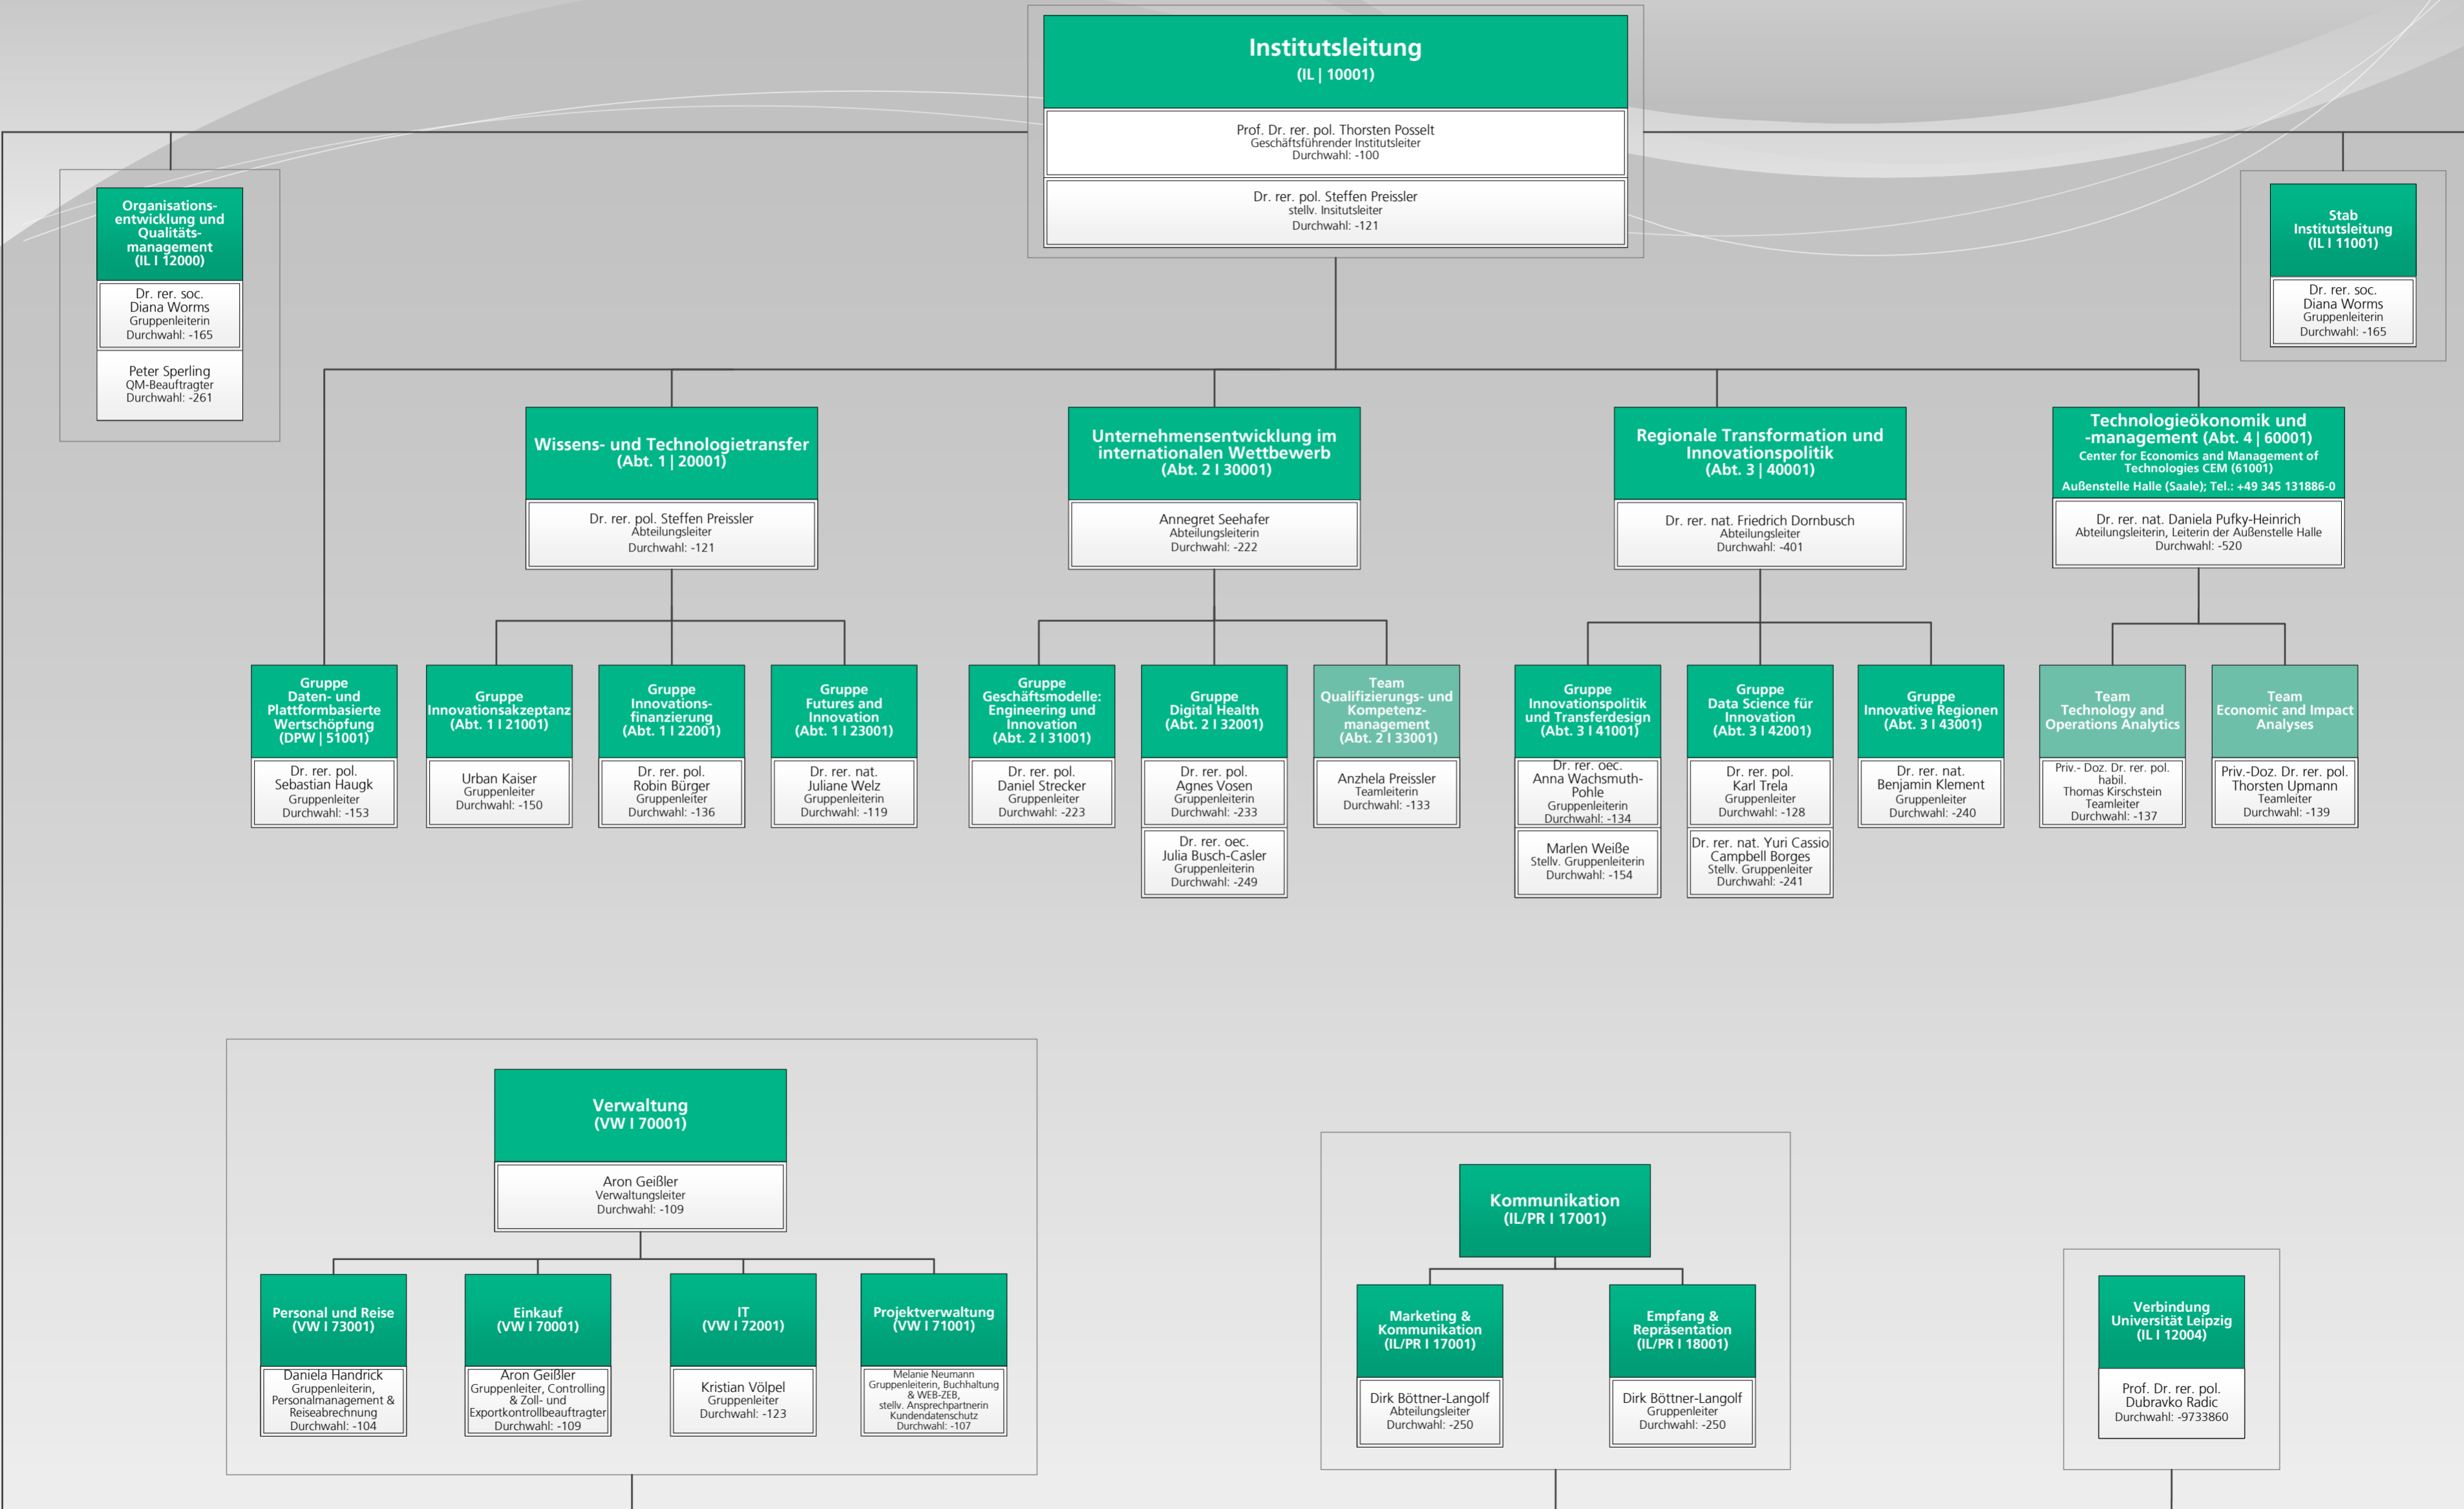 Institutsleitung
(IL | 10001)
Prof. Dr. rer. pol. Thorsten Posselt
Geschäftsführender Institutsleiter
Durchwahl: -100
Dr. rer. pol. Steffen Preissler
stellv. Insitutsleiter
Durchwahl: -121
Organisations-
entwicklung und
Qualitäts-
management
(IL I 12000)
Dr. rer. soc.
Diana Worms
Gruppenleiterin
Durchwahl: -165
Peter Sperling
QM-Beauftragter
Durchwahl: -261
Stab
Institutsleitung
(IL I 11001)
Dr. rer. soc.
Diana Worms
Gruppenleiterin
Durchwahl: -165
Wissens- und Technologietransfer
(Abt. 1 | 20001)
Dr. rer. pol. Steffen Preissler
Abteilungsleiter
Durchwahl: -121
Unternehmensentwicklung im
internationalen Wettbewerb
(Abt. 2 I 30001)
Annegret Seehafer
Abteilungsleiterin
Durchwahl: -222
Regionale Transformation und
Innovationspolitik
(Abt. 3 | 40001)
Dr. rer. nat. Friedrich Dornbusch
Abteilungsleiter
Durchwahl: -401
Technologieökonomik und
-management (Abt. 4 | 60001)
Center for Economics and Management of
Technologies CEM (61001)
Außenstelle Halle (Saale); Tel.: +49 345 131886-0
Dr. rer. nat. Daniela Pufky-Heinrich
Abteilungsleiterin, Leiterin der Außenstelle Halle
Durchwahl: -520
Gruppe
Daten- und
Plattformbasierte
Wertschöpfung
(DPW | 51001)
Dr. rer. pol.
Sebastian Haugk
Gruppenleiter
Durchwahl: -153
Gruppe
Innovationsakzeptanz
(Abt. 1 I 21001)
Urban Kaiser
Gruppenleiter
Durchwahl: -150
Gruppe
Innovations-
finanzierung
(Abt. 1 I 22001)
Dr. rer. pol.
Robin Bürger
Gruppenleiter
Durchwahl: -136
Gruppe
Futures and
Innovation
(Abt. 1 I 23001)
Dr. rer. nat.
Juliane Welz
Gruppenleiterin
Durchwahl: -119
Gruppe
Geschäftsmodelle:
Engineering und
Innovation
(Abt. 2 I 31001)
Dr. rer. pol.
Daniel Strecker
Gruppenleiter
Durchwahl: -223
Gruppe
Digital Health
(Abt. 2 I 32001)
Dr. rer. pol.
Agnes Vosen
Gruppenleiterin
Durchwahl: -233
Dr. rer. oec.
Julia Busch-Casler
Gruppenleiterin
Durchwahl: -249
Team
Qualifizierungs- und
Kompetenz-
management
(Abt. 2 I 33001)
Anzhela Preissler
Teamleiterin
Durchwahl: -133
Gruppe
Innovationspolitik
und Transferdesign
(Abt. 3 I 41001)
Dr. rer. oec.
Anna Wachsmuth-
Pohle
Gruppenleiterin
Durchwahl: -134
Marlen Weiße
Stellv. Gruppenleiterin
Durchwahl: -154
Gruppe
Data Science für
Innovation
(Abt. 3 I 42001)
Dr. rer. pol.
Karl Trela
Gruppenleiter
Durchwahl: -128
Dr. rer. nat. Yuri Cassio
Campbell Borges
Stellv. Gruppenleiter
Durchwahl: -241
Gruppe
Innovative Regionen
(Abt. 3 I 43001)
Dr. rer. nat.
Benjamin Klement
Gruppenleiter
Durchwahl: -240
Team
Technology and
Operations Analytics
Priv.- Doz. Dr. rer. pol.
habil.
Thomas Kirschstein
Teamleiter
Durchwahl: -137
Team
Economic and Impact
Analyses
Priv.-Doz. Dr. rer. pol.
Thorsten Upmann
Teamleiter
Durchwahl: -139
Verwaltung
(VW I 70001)
Aron Geißler
Verwaltungsleiter
Durchwahl: -109
Personal und Reise
(VW I 73001)
Daniela Handrick
Gruppenleiterin,
Personalmanagement &
Reiseabrechnung
Durchwahl: -104
Einkauf
(VW I 70001)
Aron Geißler
Gruppenleiter, Controlling
& Zoll- und
Exportkontrollbeauftragter
Durchwahl: -109
IT
(VW I 72001)
Kristian Völpel
Gruppenleiter
Durchwahl: -123
Projektverwaltung
(VW I 71001)
Melanie Neumann
Gruppenleiterin, Buchhaltung
& WEB-ZEB,
stellv. Ansprechpartnerin
Kundendatenschutz
Durchwahl: -107
Kommunikation
(IL/PR I 17001)
Marketing &
Kommunikation
(IL/PR I 17001)
Dirk Böttner-Langolf
Abteilungsleiter
Durchwahl: -250
Empfang &
Repräsentation
(IL/PR I 18001)
Dirk Böttner-Langolf
Gruppenleiter
Durchwahl: -250
Verbindung
Universität Leipzig
(IL I 12004)
Prof. Dr. rer. pol.
Dubravko Radic
Durchwahl: -9733860